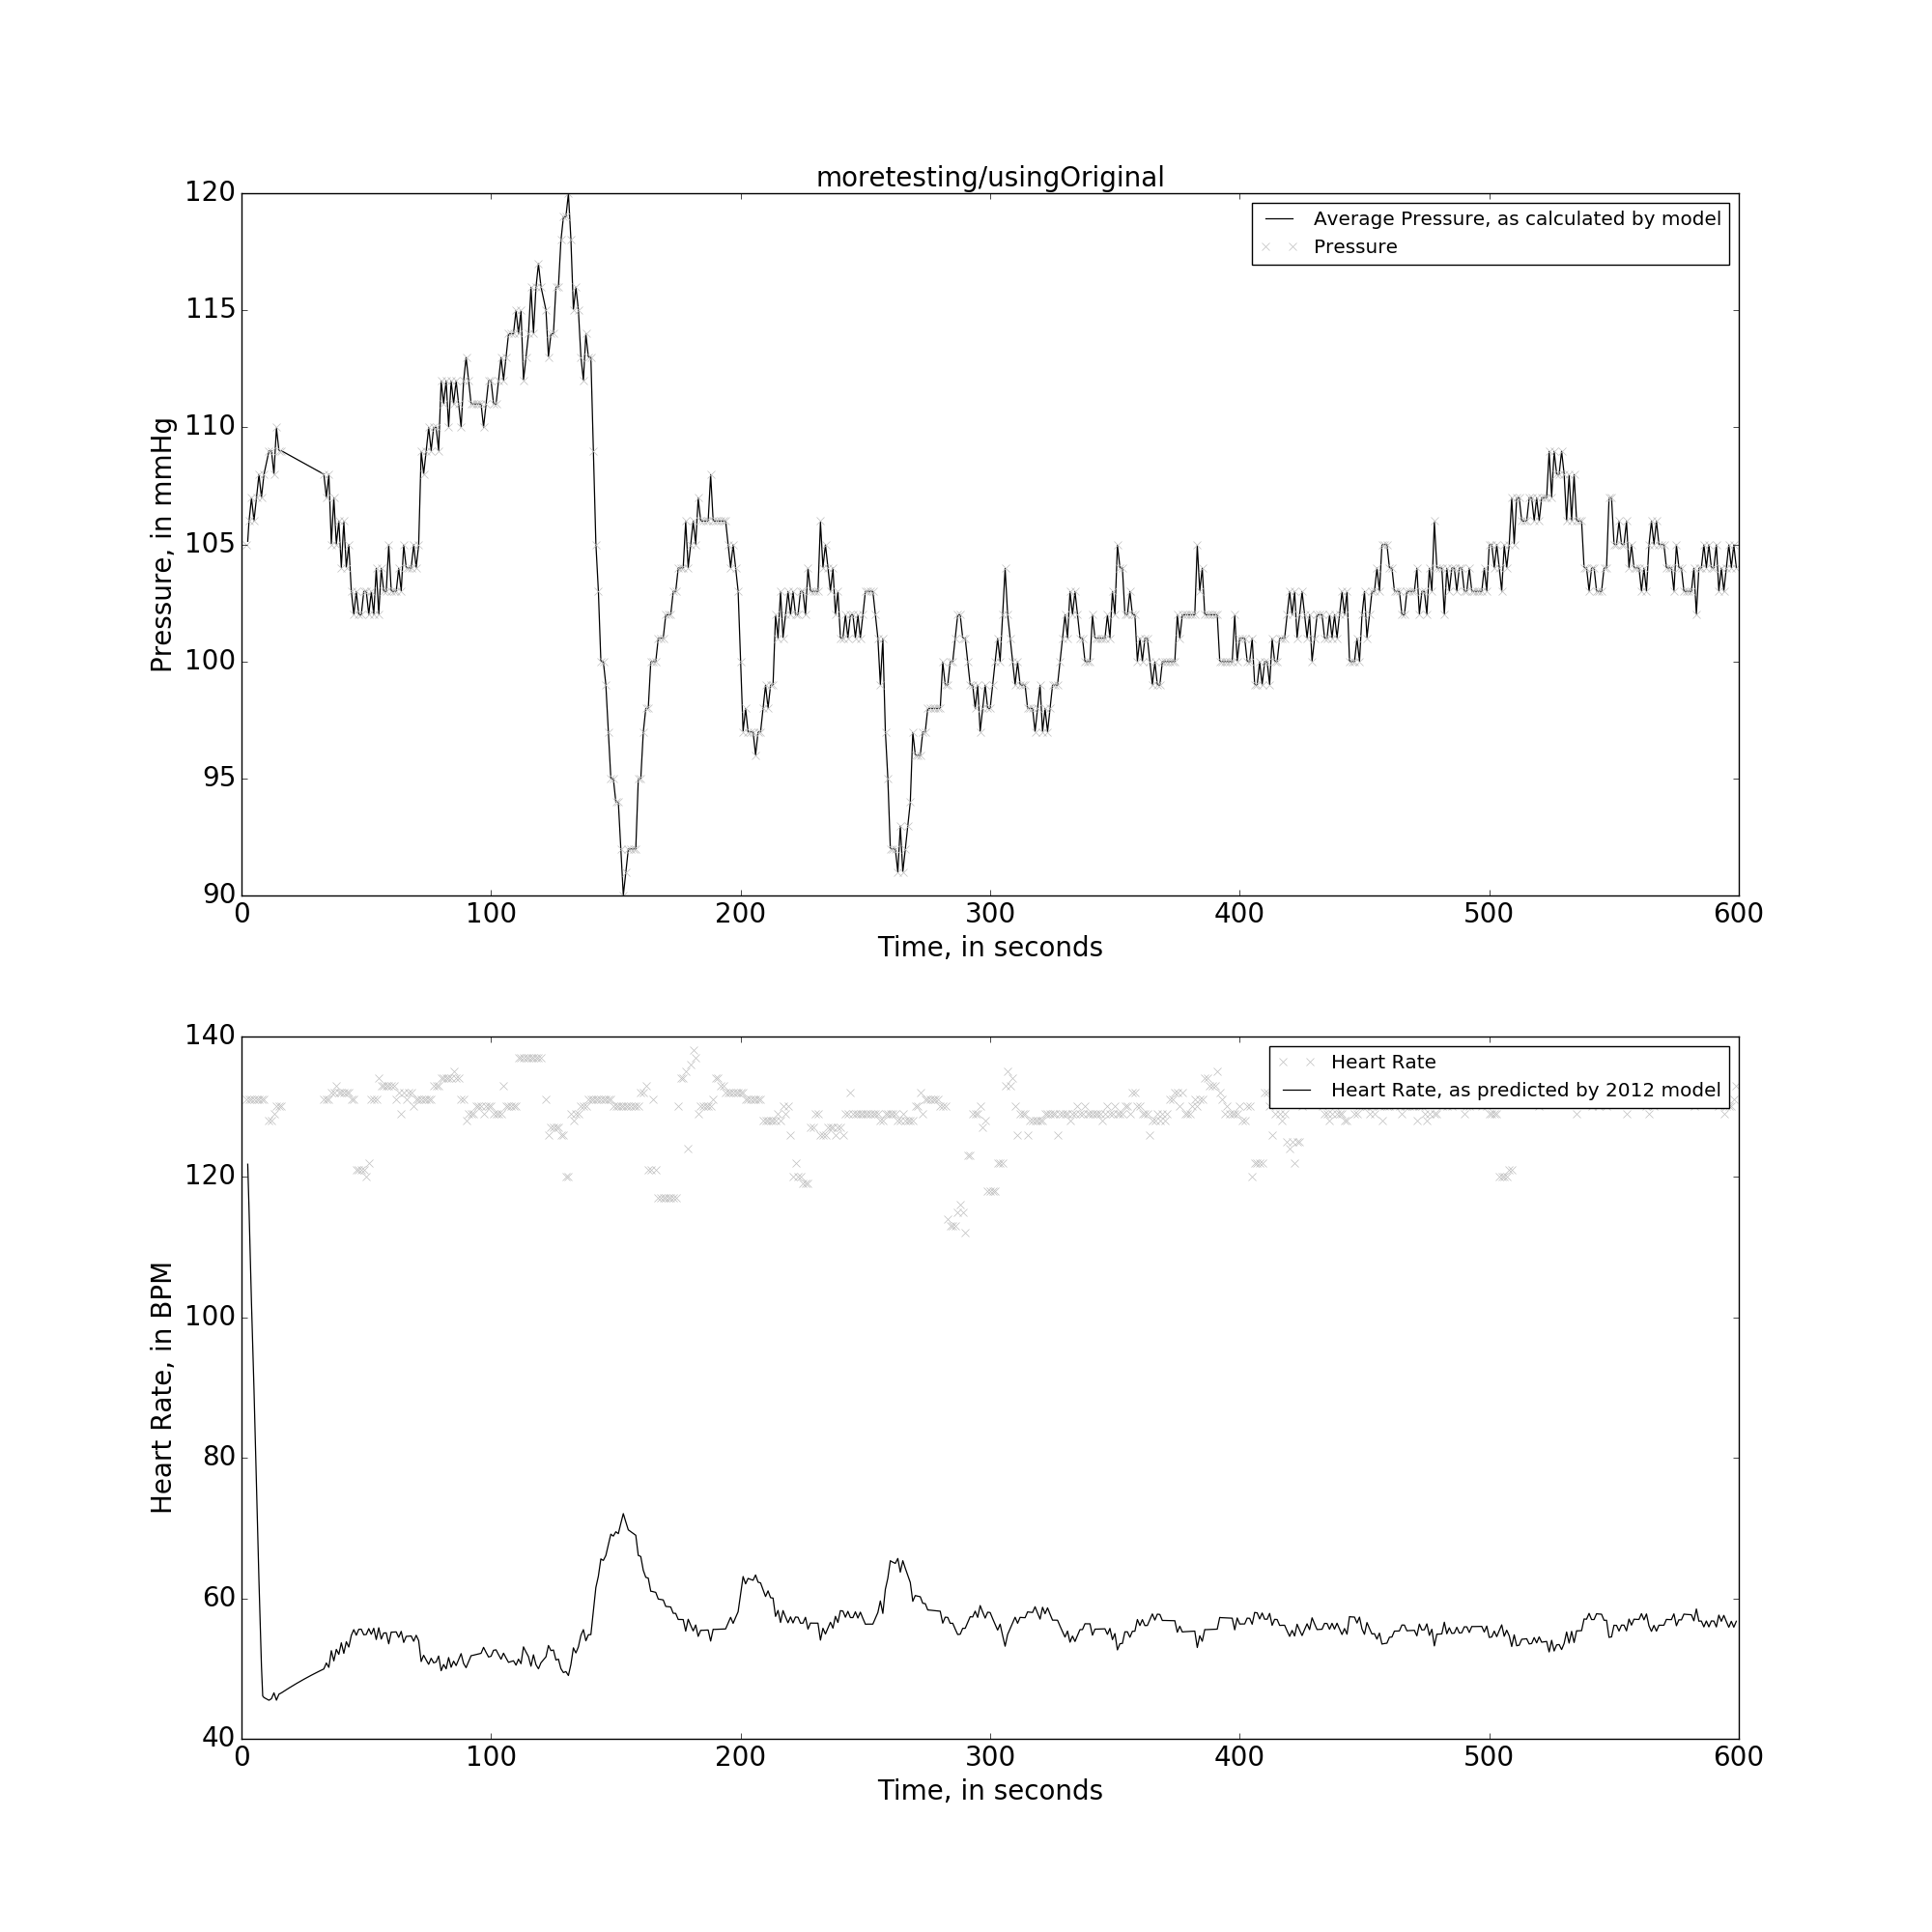 moretesting/usingOriginal
120
115
110
105
100
95
90
Pressure, in mmHg
Average Pressure, as calculated by model
Pressure
0 100 200 300 400 500 600
Time, in seconds
140
120
100
80
60
40
Heart Rate, in BPM
Heart Rate
Heart Rate, as predicted by 2012 model
0 100 200 300 400 500 600
Time, in seconds